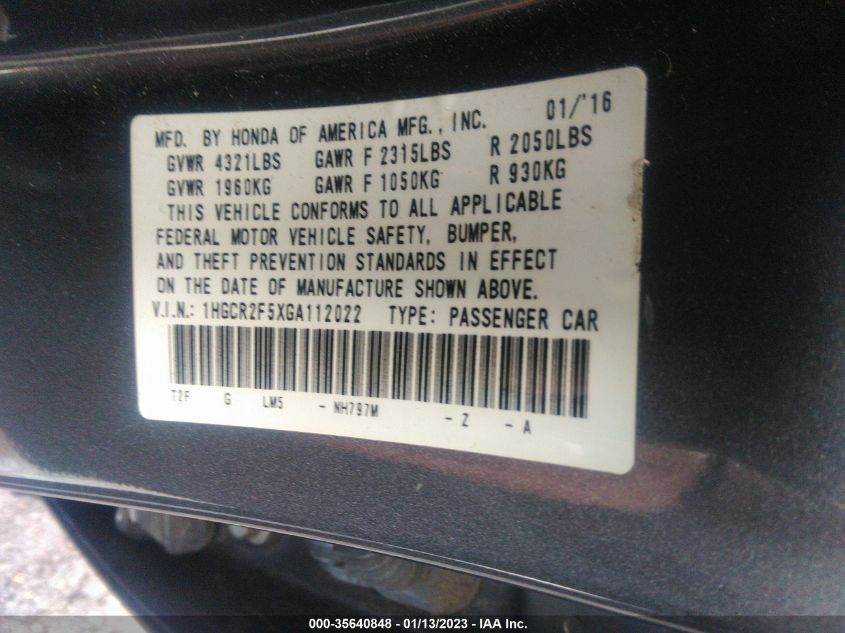 MFD. BY HONDA OF AMERICA MFG., INC. 01/'16
GVWR 4321LBS GAWR F 2315LBS R 2050LBS
GVWR 1960KG GAWR F 1050KG R 930KG
THIS VEHICLE CONFORMS TO ALL APPLICABLE
FEDERAL MOTOR VEHICLE SAFETY, BUMPER,
AND THEFT PREVENTION STANDARDS IN EFFECT
ON THE DATE OF MANUFACTURE SHOWN ABOVE.
V.I.N.: 1HGCR2F5XGA112022 TYPE: PASSENGER CAR
T2F G LM5 - NH797M - Z - A
000-35640848 - 01/13/2023 - IAA Inc.